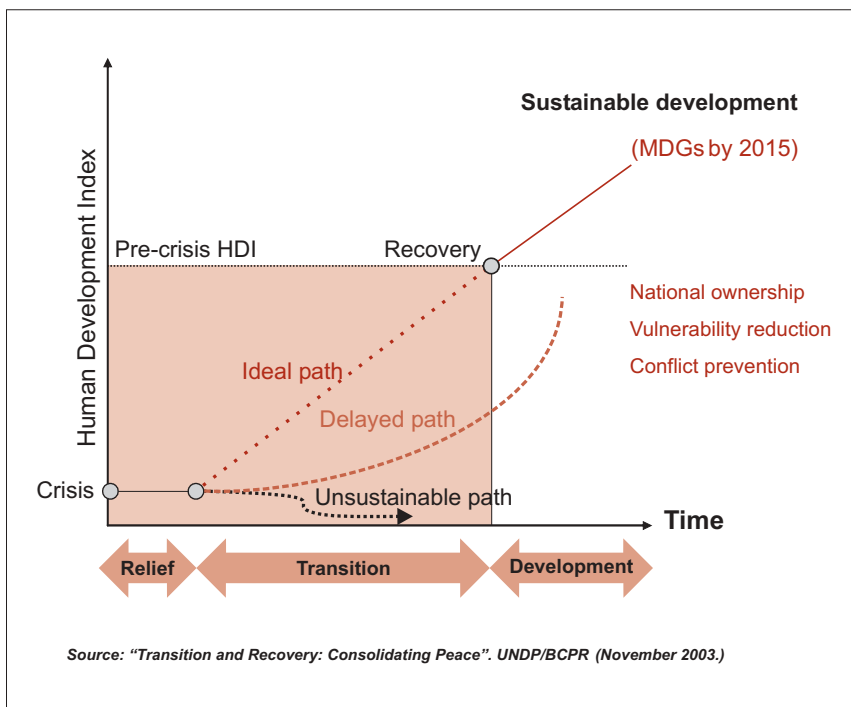 Sustainable development
(MDGs by 2015)
Human Development Index
Pre-crisis HDI
Recovery
National ownership
Vulnerability reduction
Conflict prevention
Ideal path
Delayed path
Crisis
Unsustainable path
Time
Relief
Transition
Development
Source: “Transition and Recovery: Consolidating Peace”. UNDP/BCPR (November 2003.)